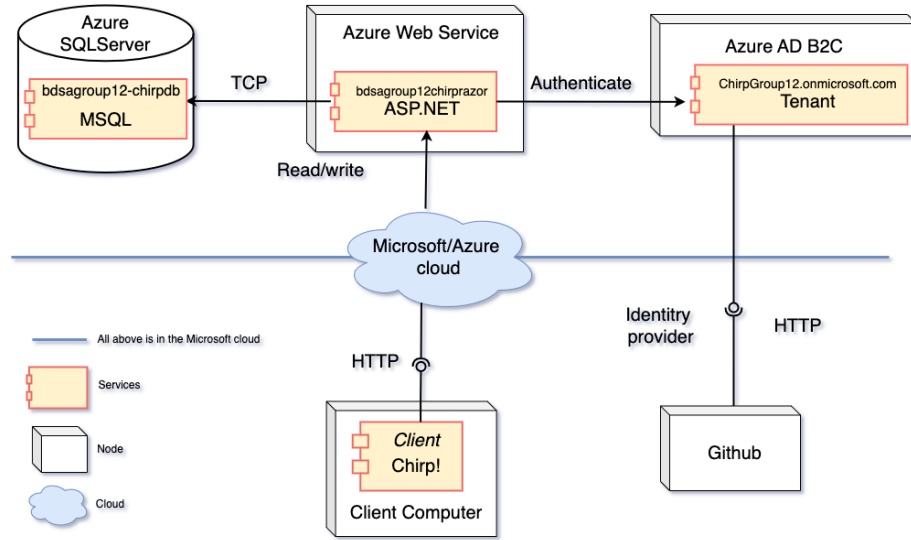 Azure
SQLServer
bdsagroup12-chirpdb
MSQL
TCP
Azure Web Service
bdsagroup12chirprazor
ASP.NET
Authenticate
Azure AD B2C
ChirpGroup12.onmicrosoft.com
Tenant
Read/write
Microsoft/Azure
cloud
HTTP
Identitry
provider
HTTP
Client
Chirp!
Client Computer
Github
All above is in the Microsoft cloud
Services
Node
Cloud